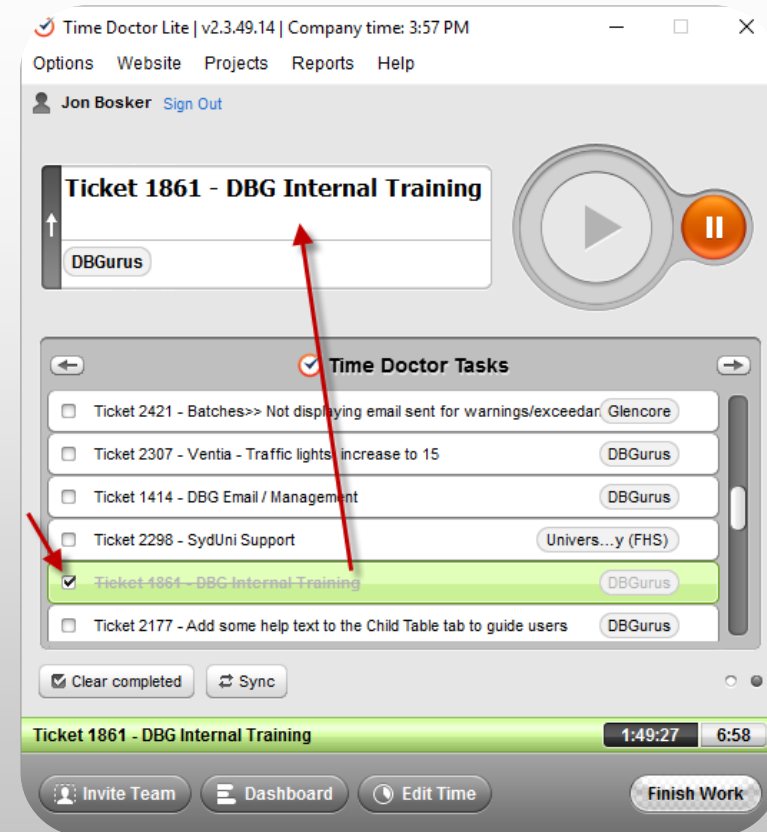 Time Doctor Lite | v2.3.49.14 | Company time: 3:57 PM
Options Website Projects Reports Help
Jon Bosker Sign Out
Ticket 1861 - DBG Internal Training
DBGurus
Time Doctor Tasks
Ticket 2421 - Batches>> Not displaying email sent for warnings/exceedan Glencore
Ticket 2307 - Ventia - Traffic lights increase to 15 DBGurus
Ticket 1414 - DBG Email / Management DBGurus
Ticket 2298 - SydUni Support Univers...y (FHS)
Ticket 1861 - DBG Internal Training DBGurus
Ticket 2177 - Add some help text to the Child Table tab to guide users DBGurus
Clear completed Sync
Ticket 1861 - DBG Internal Training 1:49:27 6:58
Invite Team Dashboard Edit Time Finish Work